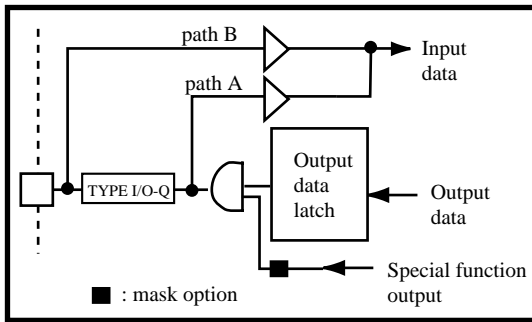 path B
Input
data
path A
Output
data
latch
TYPE I/O-Q
Output
data
Special function
output
: mask option